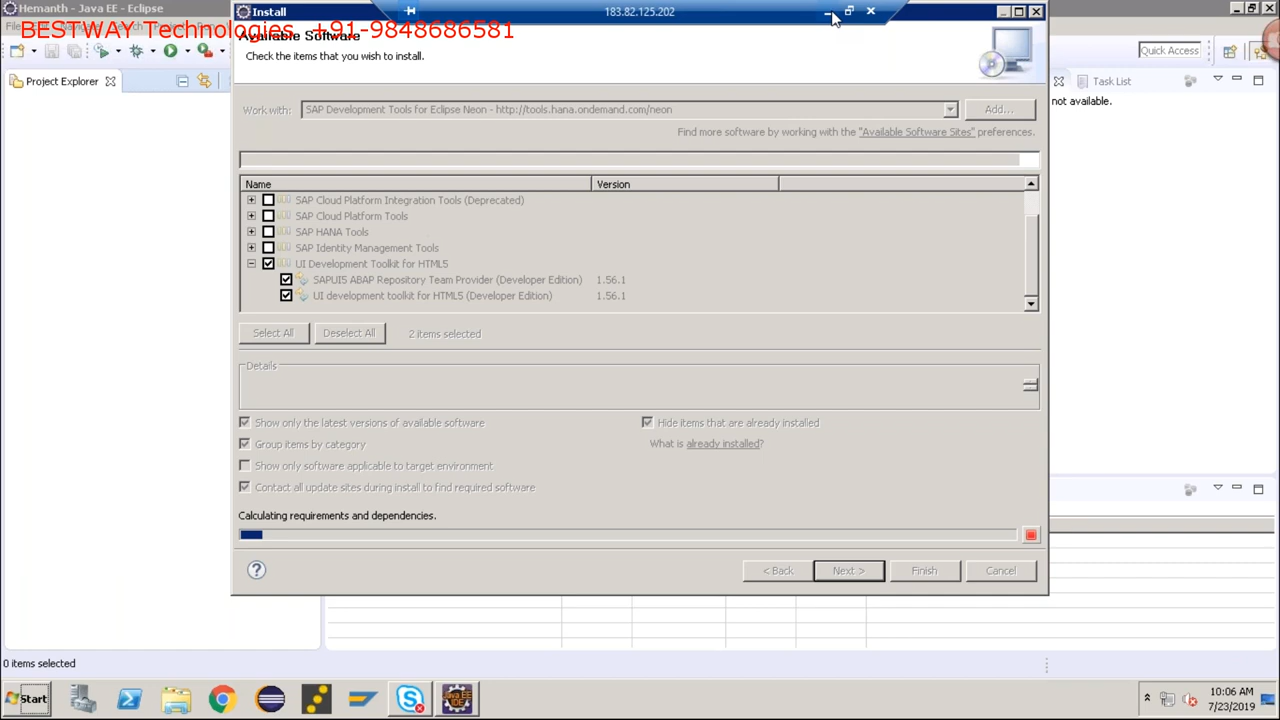 Hemanth - Java EE - Eclipse
Install
183.82.125.202
BESTWAY Technologies +91-9848686581
Available Software
Check the items that you wish to install.
Quick Access
Project Explorer
Task List
not available.
Work with:
SAP Development Tools for Eclipse Neon - http://tools.hana.ondemand.com/neon
Add...
Find more software by working with the "Available Software Sites" preferences.
Name
Version
SAP Cloud Platform Integration Tools (Deprecated)
SAP Cloud Platform Tools
SAP HANA Tools
SAP Identity Management Tools
UI Development Toolkit for HTML5
SAPUI5 ABAP Repository Team Provider (Developer Edition) 1.56.1
UI development toolkit for HTML5 (Developer Edition) 1.56.1
Select All
Deselect All
2 items selected
Details
Show only the latest versions of available software
Hide items that are already installed
Group items by category
What is already installed?
Show only software applicable to target environment
Contact all update sites during install to find required software
Calculating requirements and dependencies.
< Back
Next >
Finish
Cancel
0 items selected
Start
10:06 AM
7/23/2019